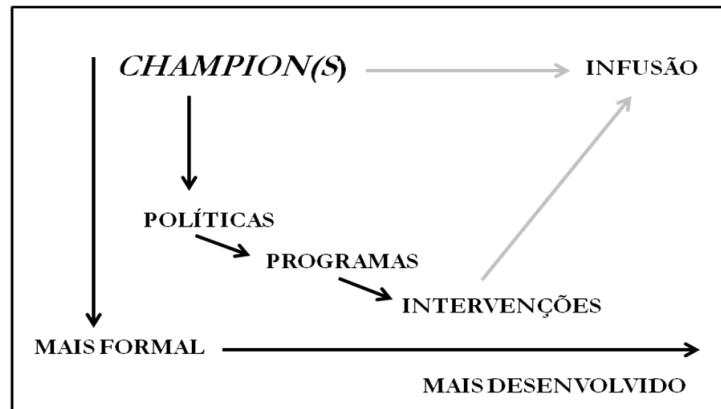 CHAMPION(S)
INFUSÃO
POLÍTICAS
PROGRAMAS
INTERVENÇÕES
MAIS FORMAL
MAIS DESENVOLVIDO